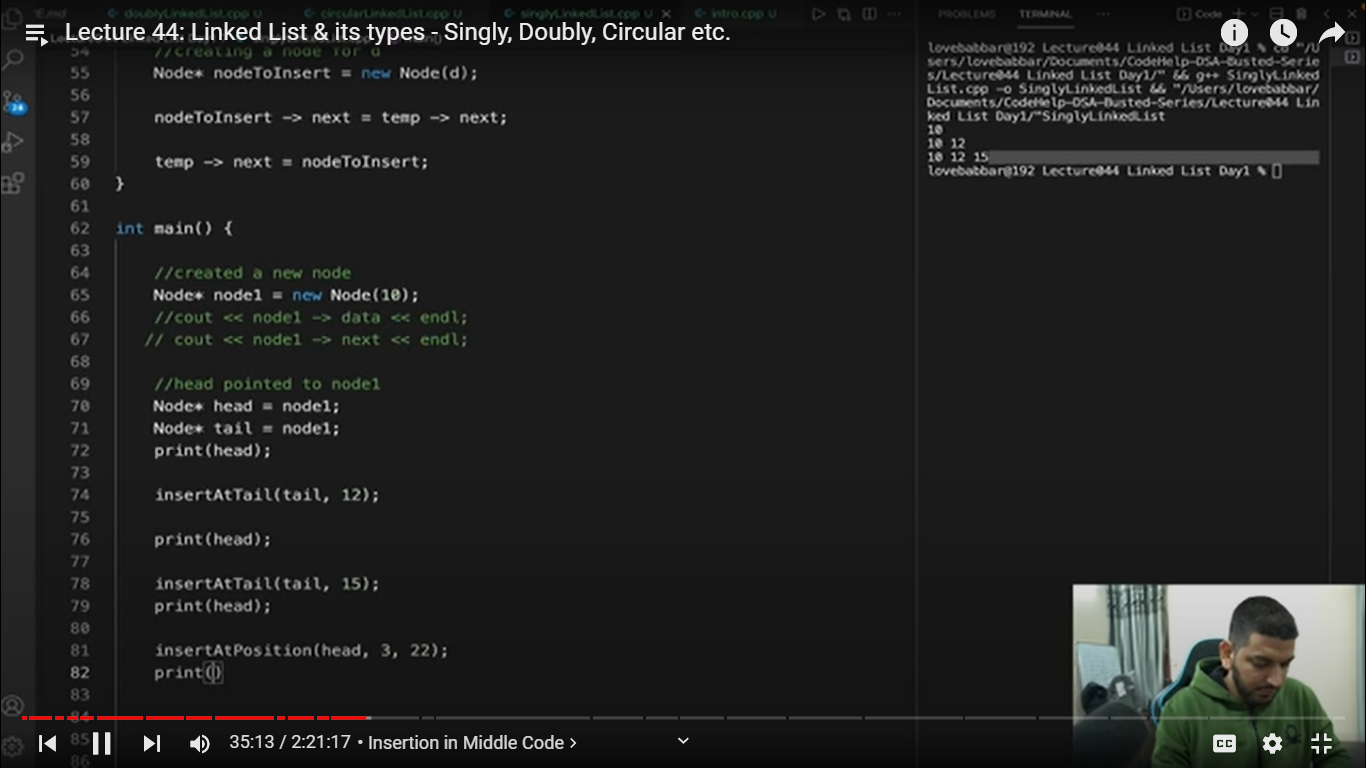 doublyLinkedList.cpp U circularLinkedList.cpp U singlyLinkedList.cpp U intro.cpp U
PROBLEMS TERMINAL Code
Lecture 44: Linked List & its types - Singly, Doubly, Circular etc.
54 //creating a node for d
55 Node* nodeToInsert = new Node(d);
56
57 nodeToInsert -> next = temp -> next;
58
59 temp -> next = nodeToInsert;
60 }
61
62 int main() {
63
64 //created a new node
65 Node* node1 = new Node(10);
66 //cout << node1 -> data << endl;
67 // cout << node1 -> next << endl;
68
69 //head pointed to node1
70 Node* head = node1;
71 Node* tail = node1;
72 print(head);
73
74 insertAtTail(tail, 12);
75
76 print(head);
77
78 insertAtTail(tail, 15);
79 print(head);
80
81 insertAtPosition(head, 3, 22);
82 print()
83
84
85
86
lovebabbar@192 Lecture044 Linked List Day1 % cd "/U
sers/lovebabbar/Documents/CodeHelp-DSA-Busted-Serie
s/Lecture044 Linked List Day1/" && g++ SinglyLinked
List.cpp -o SinglyLinkedList && "/Users/lovebabbar/
Documents/CodeHelp-DSA-Busted-Series/Lecture044 Lin
ked List Day1/"SinglyLinkedList
10
10 12
10 12 15
lovebabbar@192 Lecture044 Linked List Day1 %
35:13 / 2:21:17 • Insertion in Middle Code >
CC